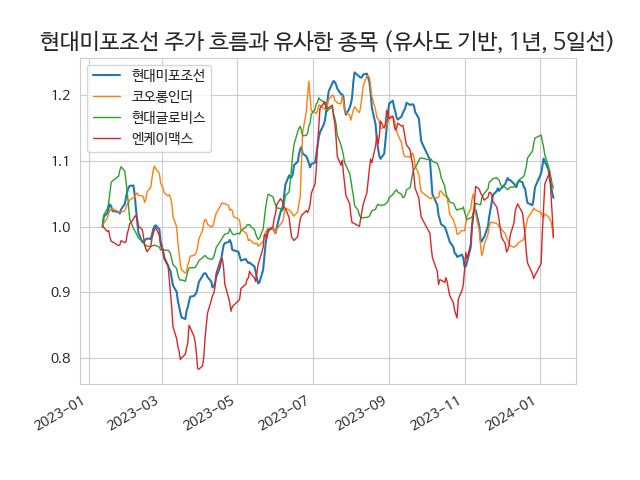 현대미포조선 주가 흐름과 유사한 종목 (유사도 기반, 1년, 5일선)
현대미포조선
코오롱인더
현대글로비스
엔케이맥스
1.2
1.1
1.0
0.9
0.8
2023-01
2023-03
2023-05
2023-07
2023-09
2023-11
2024-01